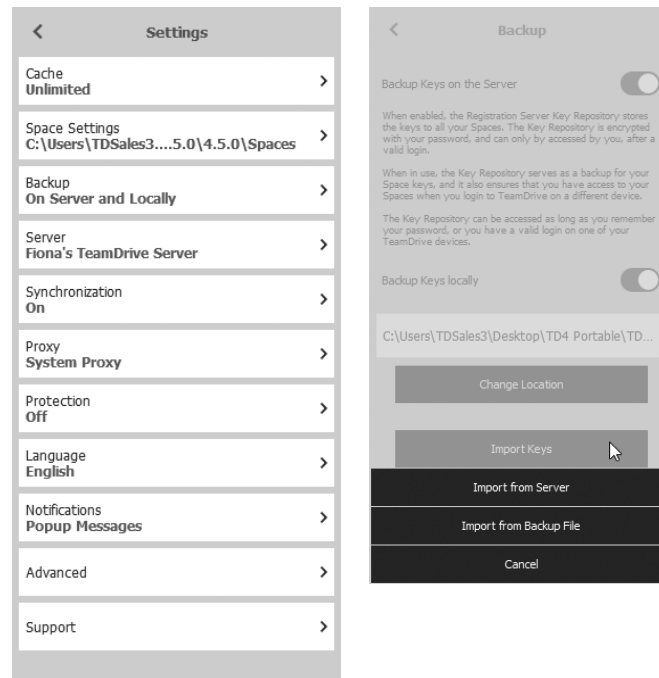 Settings
Cache
Unlimited
Space Settings
C:\Users\TDSales3....5.0\4.5.0\Spaces
Backup
On Server and Locally
Server
Fiona's TeamDrive Server
Synchronization
On
Proxy
System Proxy
Protection
Off
Language
English
Notifications
Popup Messages
Advanced
Support
Backup
Backup Keys on the Server
When enabled, the Registration Server Key Repository stores
the keys to all your Spaces. The Key Repository is encrypted
with your password, and can only by accessed by you, after a
valid login.
When in use, the Key Repository serves as a backup for your
Space keys, and it also ensures that you have access to your
Spaces when you login to TeamDrive on a different device.
The Key Repository can be accessed as long as you remember
your password, or you have a valid login on one of your
TeamDrive devices.
Backup Keys locally
C:\Users\TDSales3\Desktop\TD4 Portable\TD...
Change Location
Import Keys
Import from Server
Import from Backup File
Cancel